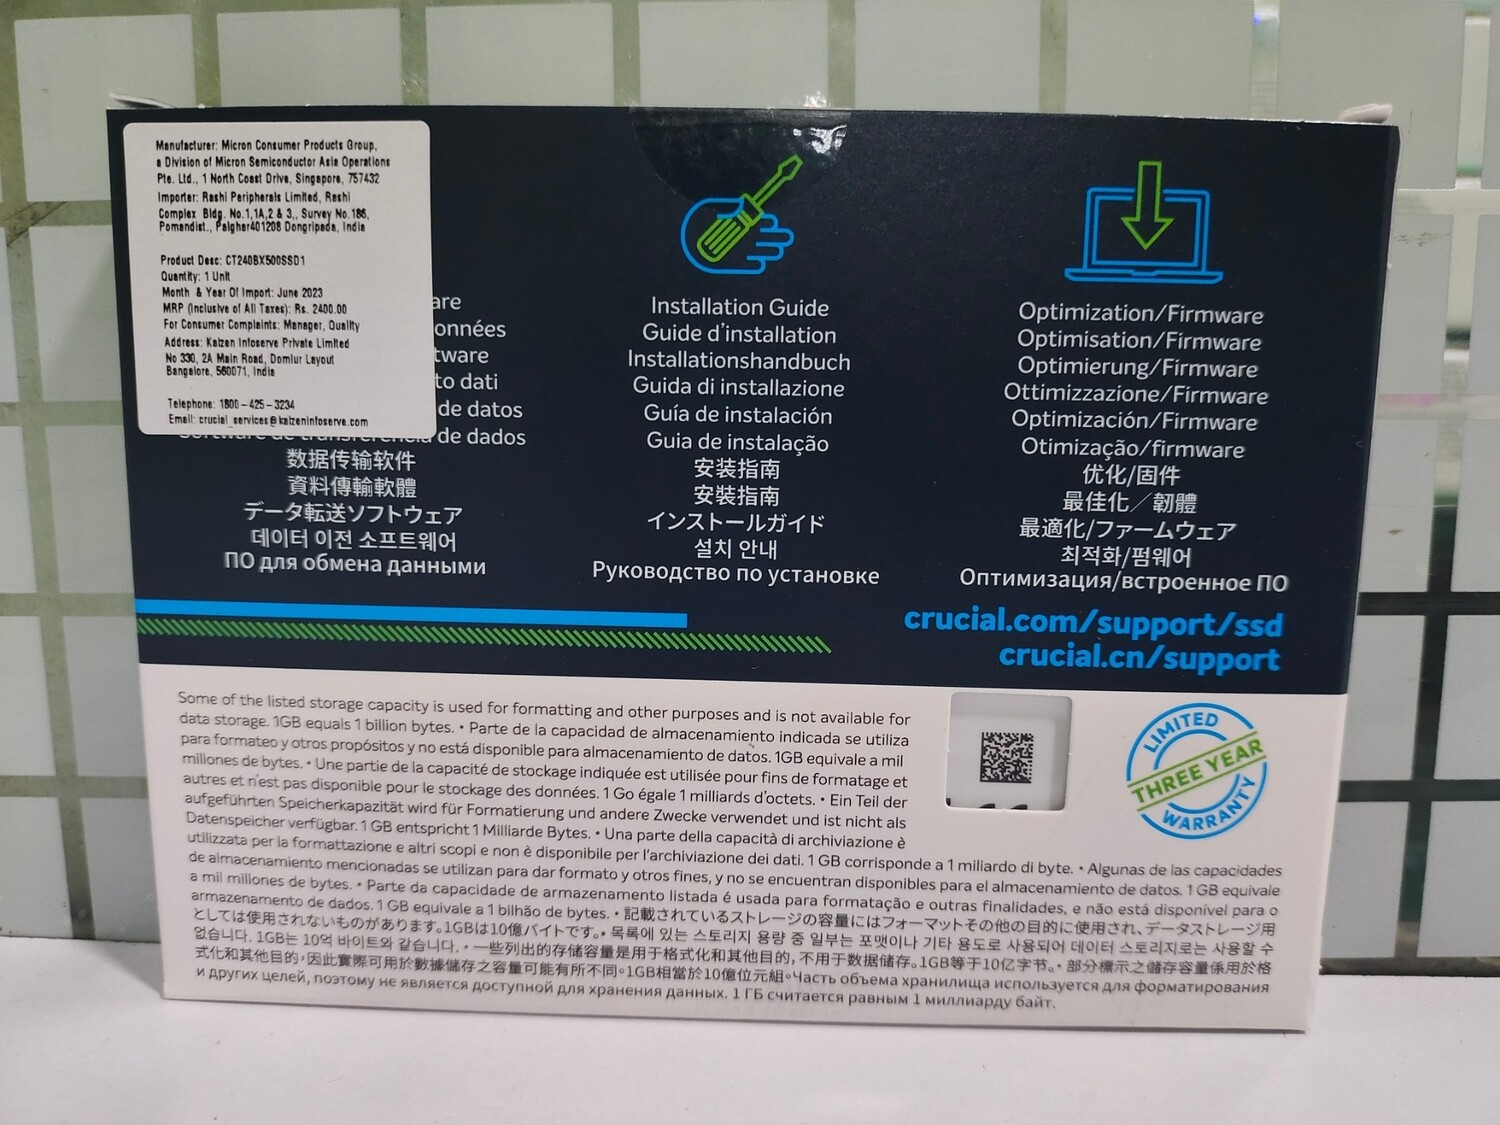 Manufacturer: Micron Consumer Products Group,
a Division of Micron Semiconductor Asia Operations
Pte. Ltd., 1 North Coast Drive, Singapore, 757432
Importer: Rashi Peripherals Limited, Rashi
Complex Bldg. No.1,1A,2 & 3,, Survey No.186,
Pomandist., Palghar401208 Dongripada, India
Product Desc: CT240BX500SSD1
Quantity: 1 Unit
Month & Year Of Import: June 2023
MRP (Inclusive of All Taxes): Rs. 2400.00
For Consumer Complaints: Manager, Quality
Address: Kaizen Infoserve Private Limited
No 330, 2A Main Road, Domlur Layout
Bangalore, 560071, India
Telephone: 1800-425-3234
Email: crucial_services@kaizeninfoserve.com
are
onnées
tware
to dati
de datos
Software de transferência de dados
数据传输软件
資料傳輸軟體
データ転送ソフトウェア
데이터 이전 소프트웨어
ПО для обмена данными
Installation Guide
Guide d'installation
Installationshandbuch
Guida di installazione
Guía de instalación
Guia de instalação
安装指南
安裝指南
インストールガイド
설치 안내
Руководство по установке
Optimization/Firmware
Optimisation/Firmware
Optimierung/Firmware
Ottimizzazione/Firmware
Optimización/Firmware
Otimização/firmware
优化/固件
最佳化／韌體
最適化/ファームウェア
최적화/펌웨어
Оптимизация/встроенное ПО
crucial.com/support/ssd
crucial.cn/support
Some of the listed storage capacity is used for formatting and other purposes and is not available for
data storage. 1GB equals 1 billion bytes. • Parte de la capacidad de almacenamiento indicada se utiliza
para formateo y otros propósitos y no está disponible para almacenamiento de datos. 1GB equivale a mil
millones de bytes. • Une partie de la capacité de stockage indiquée est utilisée pour fins de formatage et
autres et n'est pas disponible pour le stockage des données. 1 Go égale 1 milliards d'octets. • Ein Teil der
aufgeführten Speicherkapazität wird für Formatierung und andere Zwecke verwendet und ist nicht als
Datenspeicher verfügbar. 1 GB entspricht 1 Milliarde Bytes. • Una parte della capacità di archiviazione è
utilizzata per la formattazione e altri scopi e non è disponibile per l'archiviazione dei dati. 1 GB corrisponde a 1 miliardo di byte. • Algunas de las capacidades
de almacenamiento mencionadas se utilizan para dar formato y otros fines, y no se encuentran disponibles para el almacenamiento de datos. 1 GB equivale
a mil millones de bytes. • Parte da capacidade de armazenamento listada é usada para formatação e outras finalidades, e não está disponível para o
armazenamento de dados. 1 GB equivale a 1 bilhão de bytes. • 記載されているストレージの容量にはフォーマットその他の目的に使用され、データストレージ用
としては使用されないものがあります。1GBは10億バイトです。• 목록에 있는 스토리지 용량 중 일부는 포맷이나 기타 용도로 사용되어 데이터 스토리지로는 사용할 수
없습니다. 1GB는 10억 바이트와 같습니다. • 一些列出的存储容量是用于格式化和其他目的, 不用于数据储存。1GB等于10亿字节。• 部分標示之儲存容量係用於格
式化和其他目的，因此實際可用於數據儲存之容量可能有所不同。1GB相當於10億位元組。Часть объема хранилища используется для форматирования
и других целей, поэтому не является доступной для хранения данных. 1 ГБ считается равным 1 миллиарду байт.
LIMITED
THREE YEAR
WARRANTY